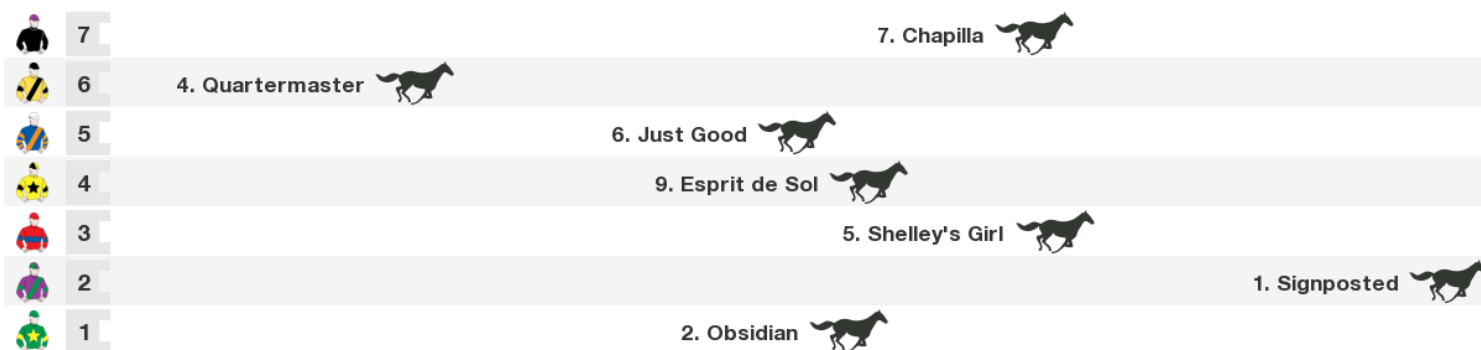 7 7. Chapilla
6 4. Quartermaster
5 6. Just Good
4 9. Esprit de Sol
3 5. Shelley's Girl
2 1. Signposted
1 2. Obsidian